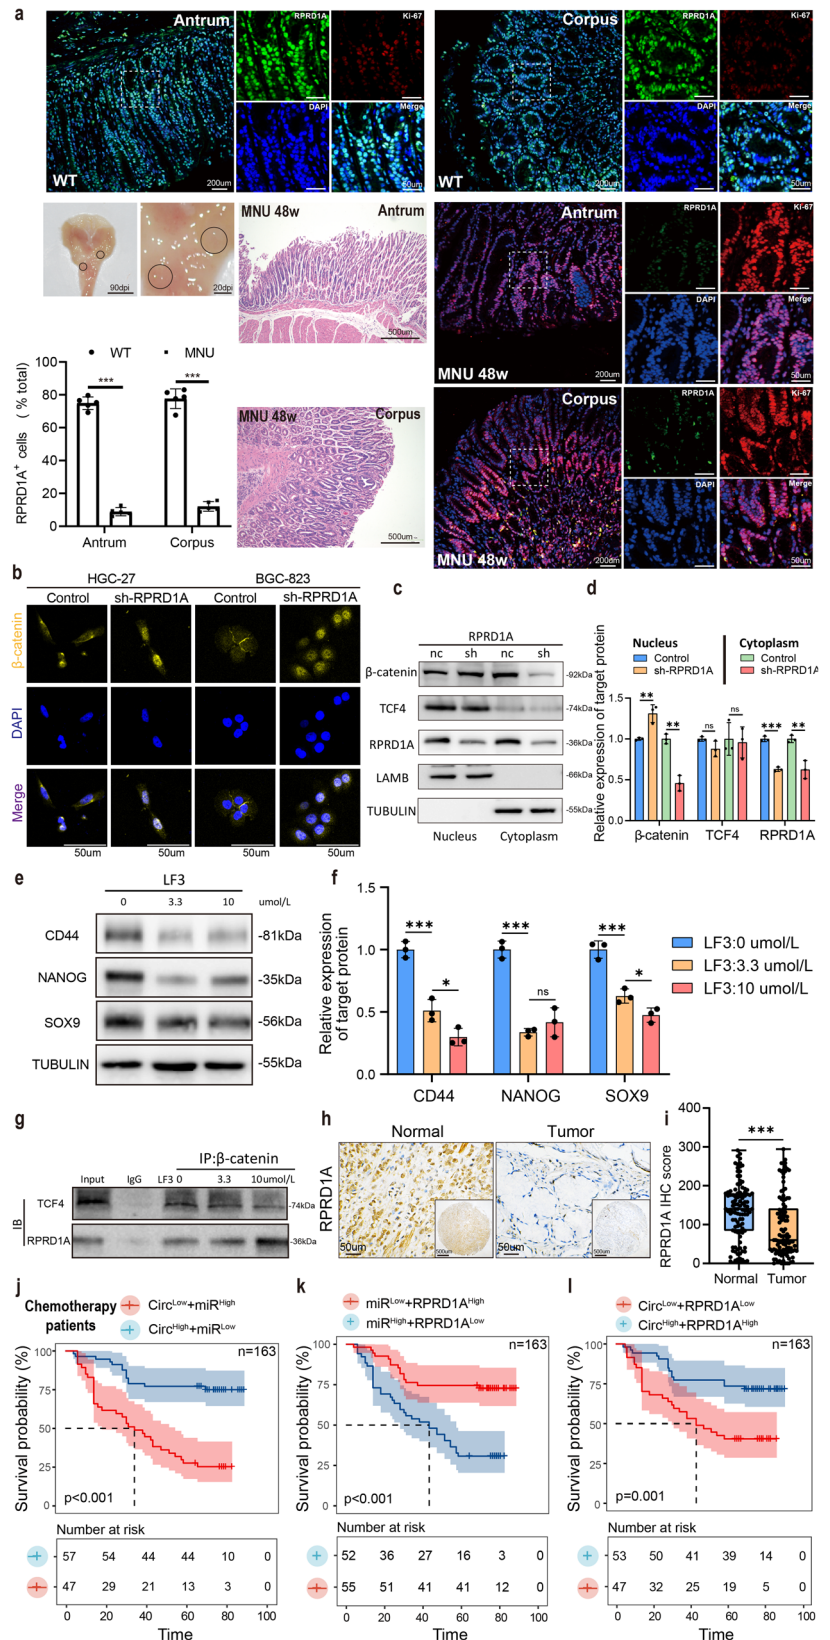 a
Antrum
RPRD1A
Ki-67
DAPI
Merge
WT
200um
50um
Corpus
RPRD1A
Ki-67
DAPI
Merge
WT
200um
50um
90dpi
20dpi
MNU 48w
Antrum
500um
Antrum
RPRD1A
Ki-67
DAPI
Merge
MNU 48w
200um
50um
WT
MNU
RPRD1A+ cells ( % total)
100
80
60
40
20
0
***
***
Antrum
Corpus
MNU 48w
Corpus
500um
Corpus
RPRD1A
Ki-67
DAPI
Merge
MNU 48w
200um
50um
b
HGC-27
BGC-823
Control
sh-RPRD1A
Control
sh-RPRD1A
β-catenin
DAPI
Merge
50um
50um
50um
50um
c
RPRD1A
nc sh nc sh
β-catenin -92kDa
TCF4 -74kDa
RPRD1A -36kDa
LAMB -66kDa
TUBULIN -55kDa
Nucleus Cytoplasm
d
Nucleus
Control
sh-RPRD1A
Cytoplasm
Control
sh-RPRD1A
Relative expression of target protein
1.5
1.0
0.5
0.0
** ** ns ns *** **
β-catenin TCF4 RPRD1A
e
LF3
0 3.3 10 umol/L
CD44 -81kDa
NANOG -35kDa
SOX9 -56kDa
TUBULIN -55kDa
f
Relative expression
of target protein
1.5
1.0
0.5
0.0
*** * *** ns *** *
CD44 NANOG SOX9
LF3:0 umol/L
LF3:3.3 umol/L
LF3:10 umol/L
g
IP:β-catenin
Input IgG LF3 0 3.3 10 umol/L
IB
TCF4 -74kDa
RPRD1A -36kDa
h
Normal
Tumor
RPRD1A
50um
500um
50um
500um
i
RPRD1A IHC score
400
300
200
100
0
***
Normal Tumor
j
Chemotherapy
patients
CircLow+miRHigh
CircHigh+miRLow
n=163
Survival probability (%)
100
75
50
25
0
p<0.001
Number at risk
57 54 44 44 10 0
47 29 21 13 3 0
0 20 40 60 80 100
Time
k
miRLow+RPRD1AHigh
miRHigh+RPRD1ALow
n=163
Survival probability (%)
100
75
50
25
0
p<0.001
Number at risk
52 36 27 16 3 0
55 51 41 41 12 0
0 20 40 60 80 100
Time
l
CircLow+RPRD1ALow
CircHigh+RPRD1AHigh
n=163
Survival probability (%)
100
75
50
25
0
p=0.001
Number at risk
53 50 41 39 14 0
47 32 25 19 5 0
0 20 40 60 80 100
Time